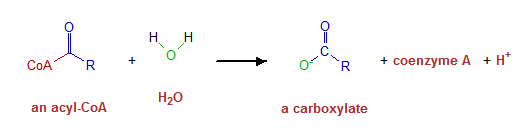 O H H O
CoA R + O C + coenzyme A + H⁺
O⁻ R
an acyl-CoA H₂O a carboxylate